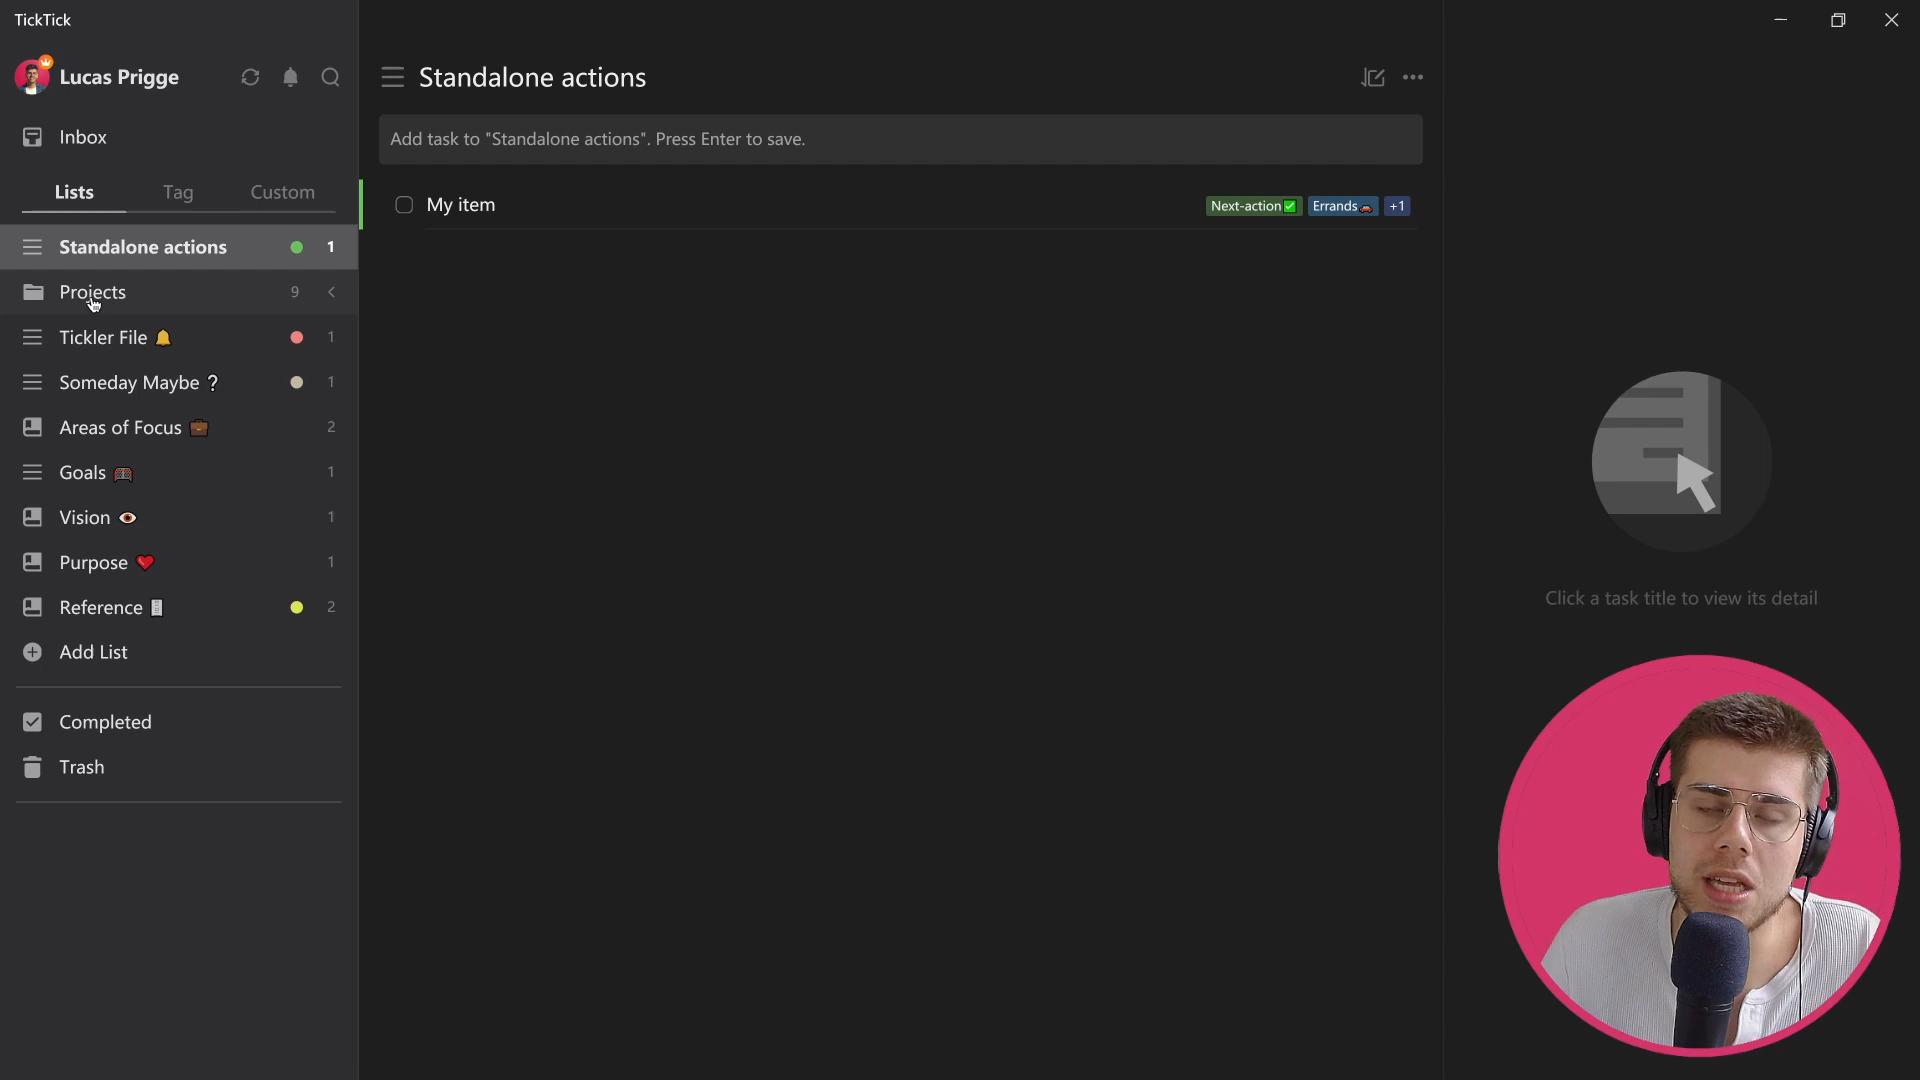 TickTick
Lucas Prigge
Inbox
Lists Tag Custom
Standalone actions 1
Projects 9
Tickler File 🔔 1
Someday Maybe ❔ 1
Areas of Focus 💼 2
Goals 🥅 1
Vision 👁️ 1
Purpose ❤️ 1
Reference 🗄️ 2
Add List
Completed
Trash
Standalone actions
Add task to "Standalone actions". Press Enter to save.
My item Next-action✅ Errands🚗 +1
Click a task title to view its detail